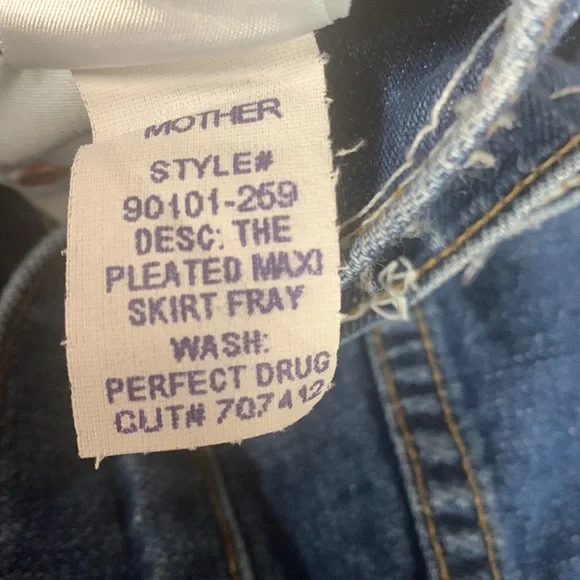 MOTHER
STYLE#
90101-259
DESC: THE
PLEATED MAXI
SKIRT FRAY
WASH:
PERFECT DRUG
CUT# 707412